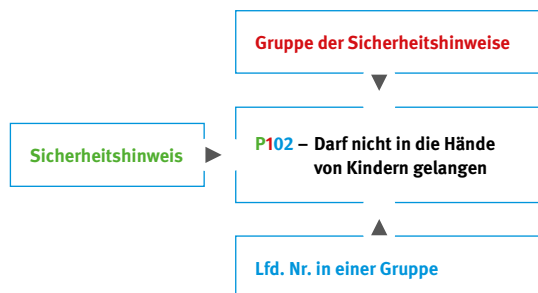 Gruppe der Sicherheitshinweise
Sicherheitshinweis
P102 – Darf nicht in die Hände
von Kindern gelangen
Lfd. Nr. in einer Gruppe